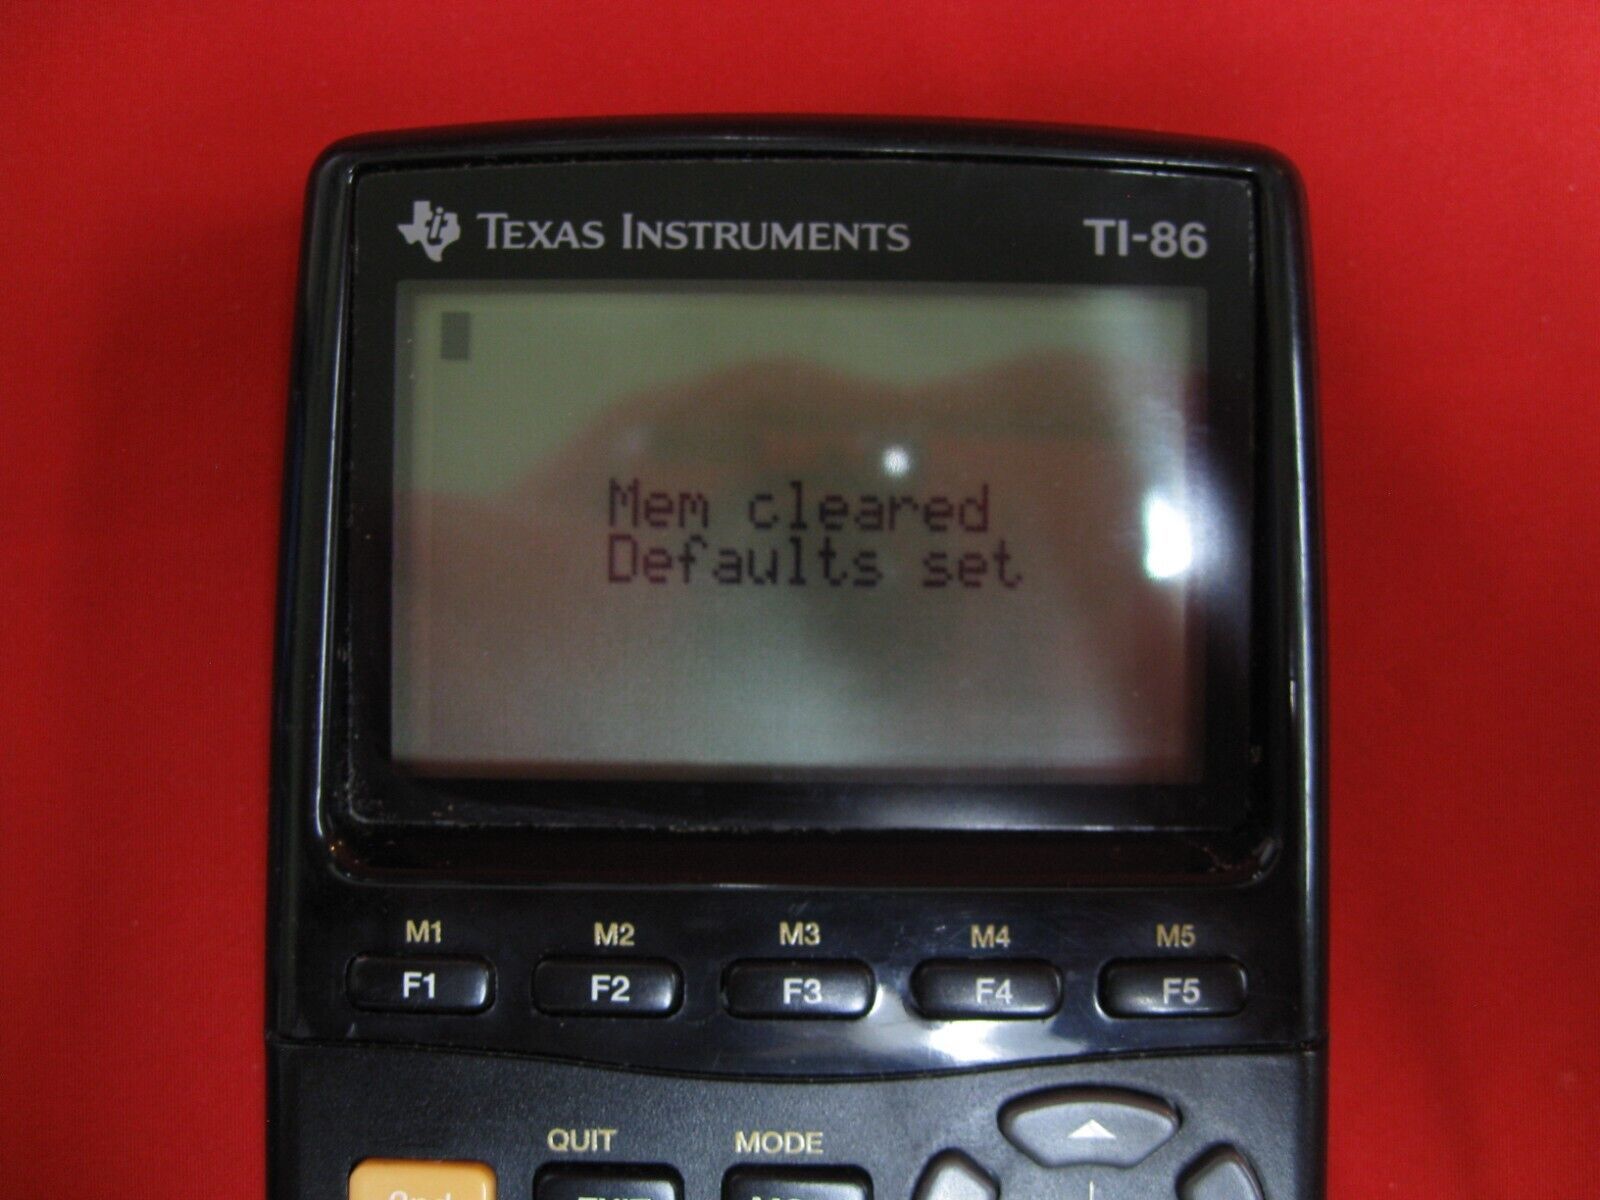 TEXAS INSTRUMENTS TI-86
Mem cleared
Defaults set
M1 M2 M3 M4 M5
F1 F2 F3 F4 F5
QUIT MODE
2nd